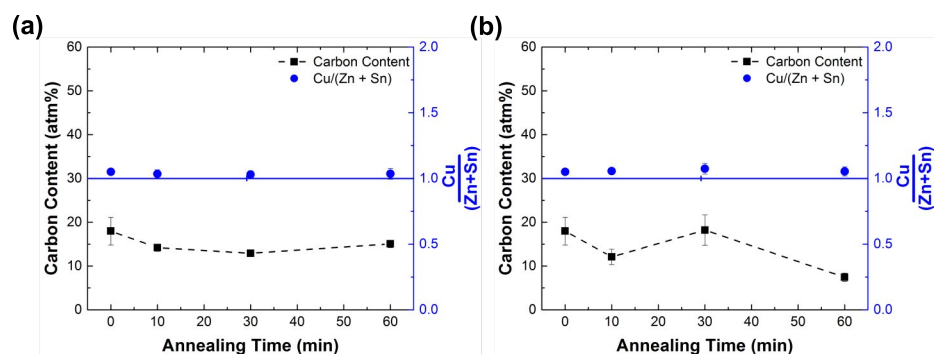 (a)
60
50
40
30
20
10
0
Carbon Content (atm%)
Carbon Content
Cu/(Zn + Sn)
2.0
1.5
1.0
0.5
0.0
Cu
(Zn+Sn)
0 10 20 30 40 50 60
Annealing Time (min)
(b)
60
50
40
30
20
10
0
Carbon Content (atm%)
Carbon Content
Cu/(Zn + Sn)
2.0
1.5
1.0
0.5
0.0
Cu
(Zn+Sn)
0 10 20 30 40 50 60
Annealing Time (min)